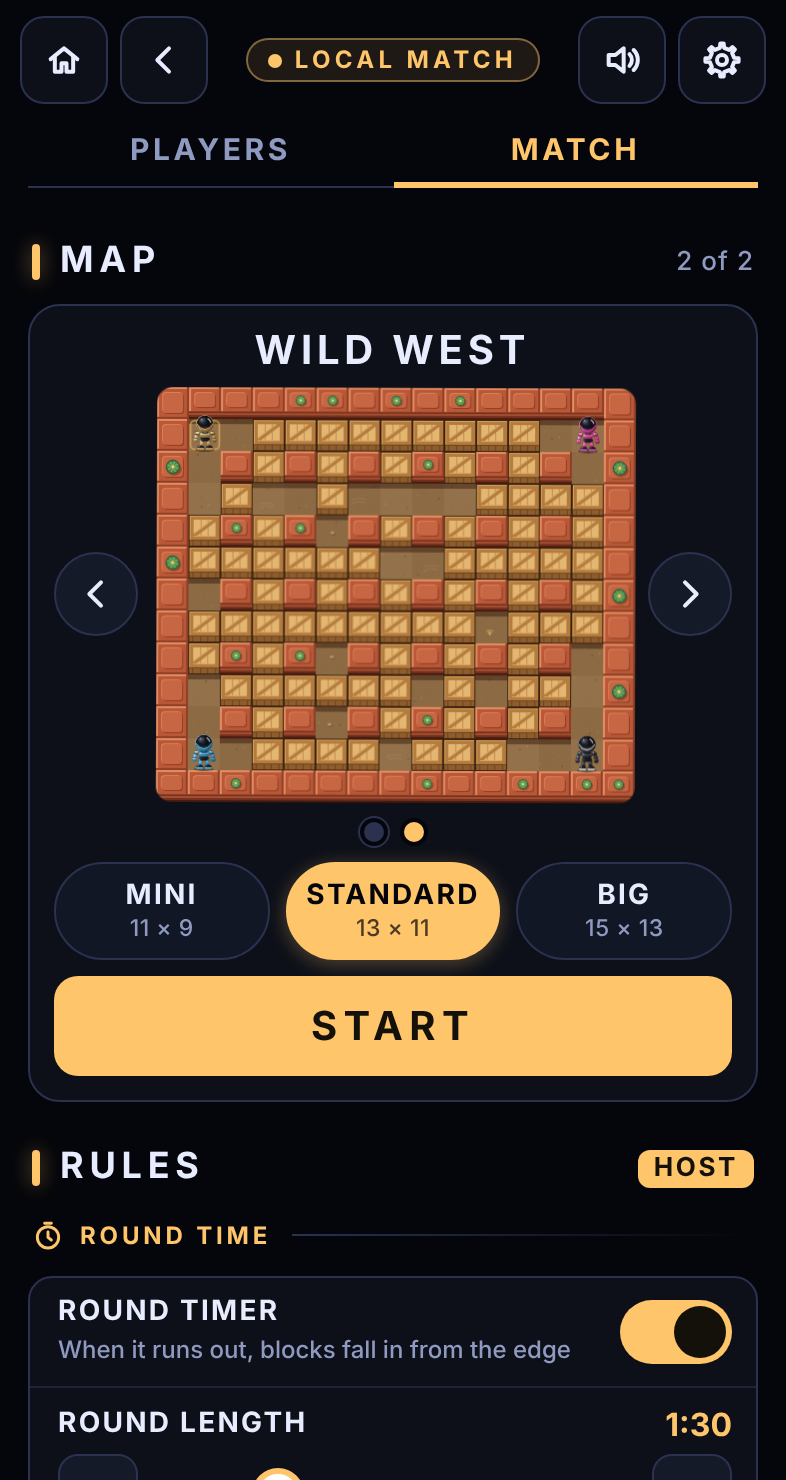 LOCAL MATCH
PLAYERS
MATCH
MAP
2 of 2
WILD WEST
MINI
11 × 9
STANDARD
13 × 11
BIG
15 × 13
START
RULES
HOST
ROUND TIME
ROUND TIMER
When it runs out, blocks fall in from the edge
ROUND LENGTH
1:30